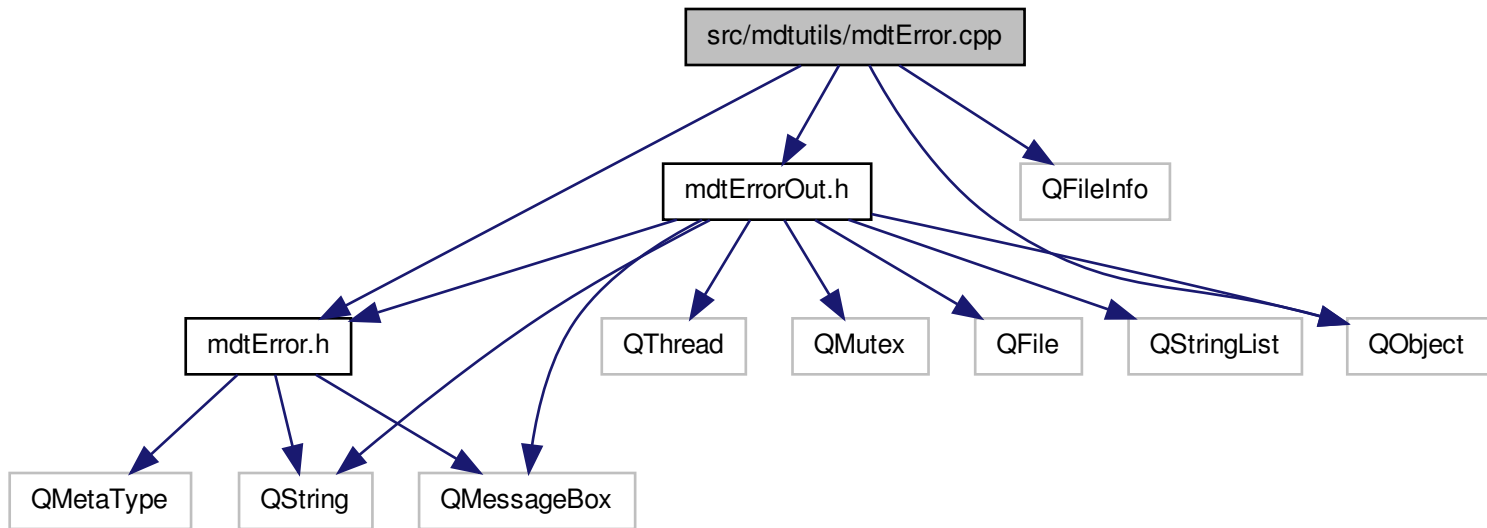 src/mdtutils/mdtError.cpp
mdtErrorOut.h
QFileInfo
mdtError.h
QThread
QMutex
QFile
QStringList
QObject
QMetaType
QString
QMessageBox